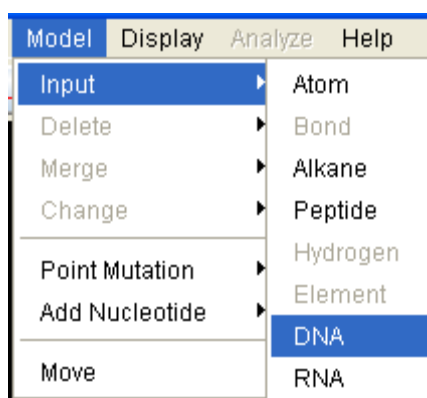 Model Display Analyze Help
Input
Delete
Merge
Change
Point Mutation
Add Nucleotide
Move
Atom
Bond
Alkane
Peptide
Hydrogen
Element
DNA
RNA